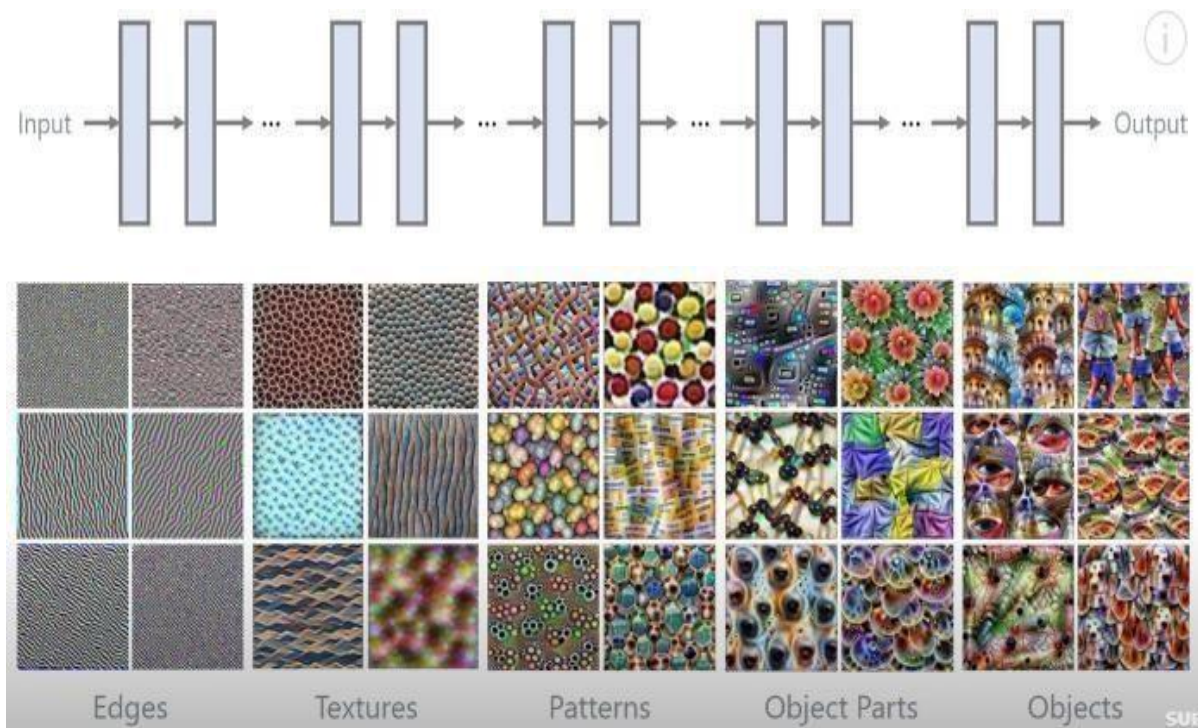 i
Input ... ... ... ... Output
Edges Textures Patterns Object Parts Objects